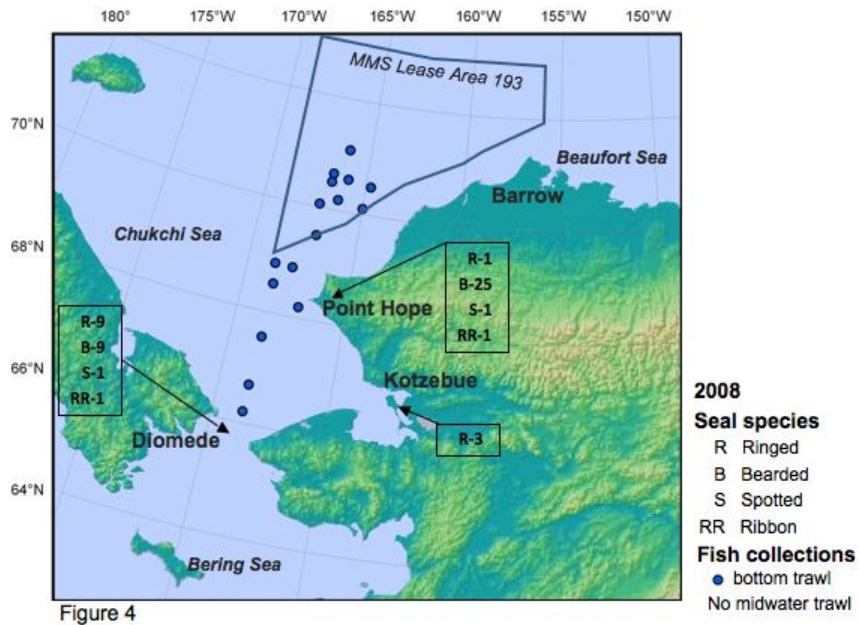 180° 175°W 170°W 165°W 160°W 155°W 150°W
MMS Lease Area 193
70°N
Beaufort Sea
Barrow
Chukchi Sea
68°N
R-1
B-25
S-1
RR-1
Point Hope
R-9
B-9
S-1
RR-1
66°N
Kotzebue
Diomede
R-3
64°N
Bering Sea
Figure 4
2008
Seal species
R Ringed
B Bearded
S Spotted
RR Ribbon
Fish collections
bottom trawl
No midwater trawl